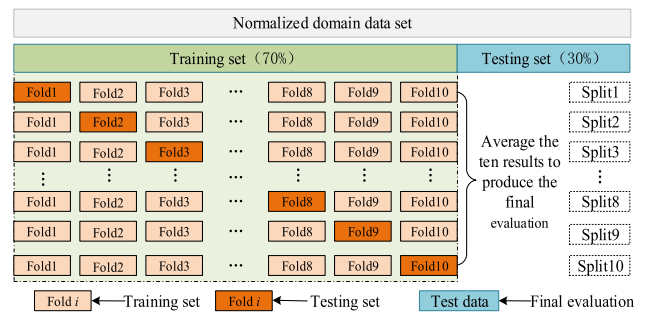 Normalized domain data set
Training set（70%） Testing set（30%）
Fold1 Fold2 Fold3 ... Fold8 Fold9 Fold10 Split1
Fold1 Fold2 Fold3 ... Fold8 Fold9 Fold10 Split2
Fold1 Fold2 Fold3 ... Fold8 Fold9 Fold10 Split3
Fold1 Fold2 Fold3 ... Fold8 Fold9 Fold10 Split8
Fold1 Fold2 Fold3 ... Fold8 Fold9 Fold10 Split9
Fold1 Fold2 Fold3 ... Fold8 Fold9 Fold10 Split10
Average the
ten results to
produce the
final
evaluation
Fold i Training set Fold i Testing set Test data Final evaluation